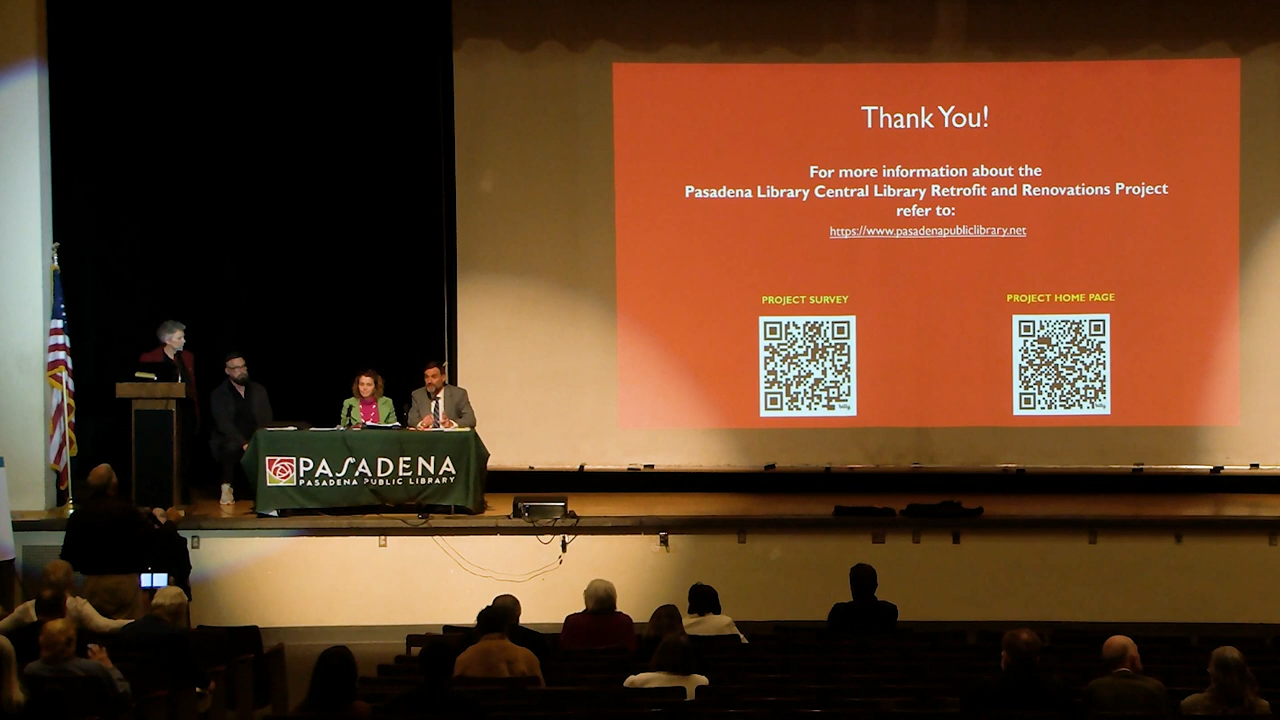 Thank You!
For more information about the
Pasadena Library Central Library Retrofit and Renovations Project
refer to:
https://www.pasadenapubliclibrary.net
PROJECT SURVEY
PROJECT HOME PAGE
PASADENA
PASADENA PUBLIC LIBRARY